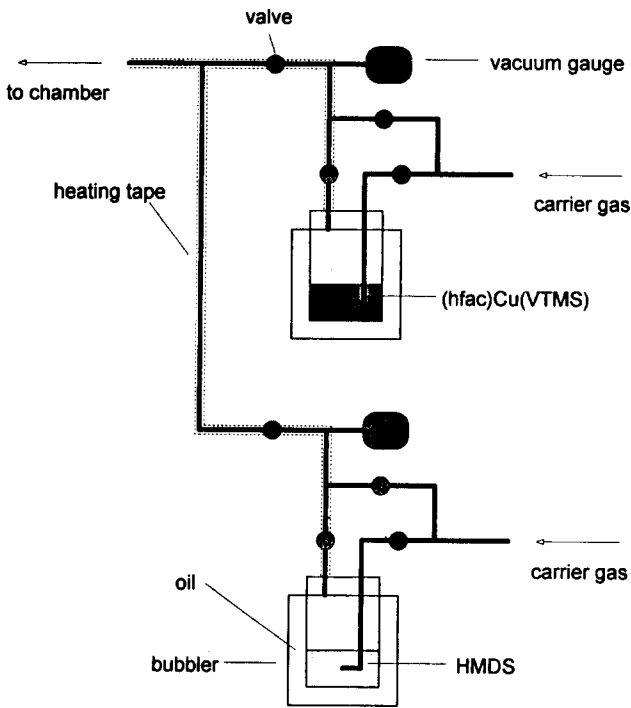 valve
vacuum gauge
to chamber
heating tape
carrier gas
(hfac)Cu(VTMS)
carrier gas
oil
bubbler
HMDS